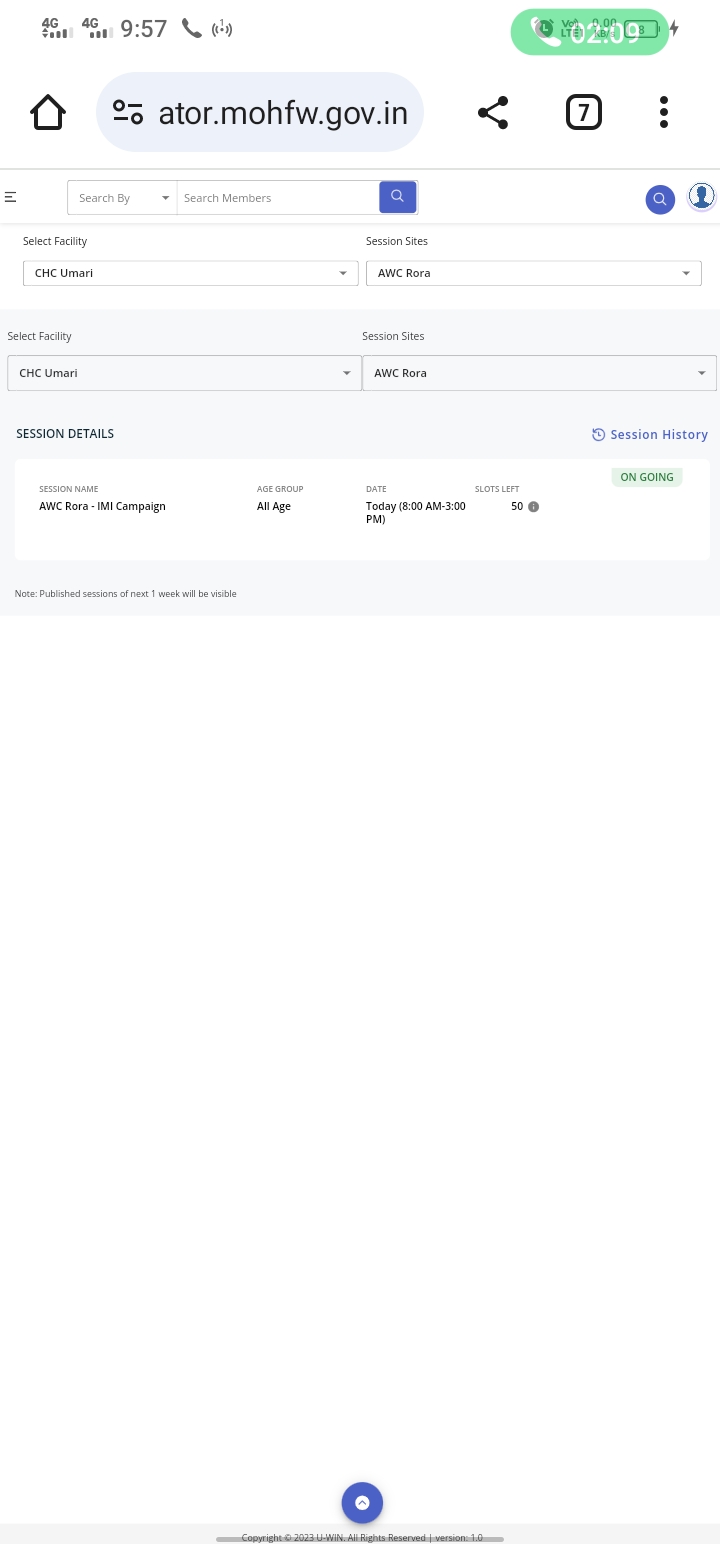 4G 4G 9:57 1 02:09
ator.mohfw.gov.in 7
Search By Search Members
Select Facility Session Sites
CHC Umari AWC Rora
Select Facility Session Sites
CHC Umari AWC Rora
SESSION DETAILS Session History
ON GOING
SESSION NAME AGE GROUP DATE SLOTS LEFT
AWC Rora - IMI Campaign All Age Today (8:00 AM-3:00 50
PM)
Note: Published sessions of next 1 week will be visible
Copyright © 2023 U-WIN. All Rights Reserved | version: 1.0